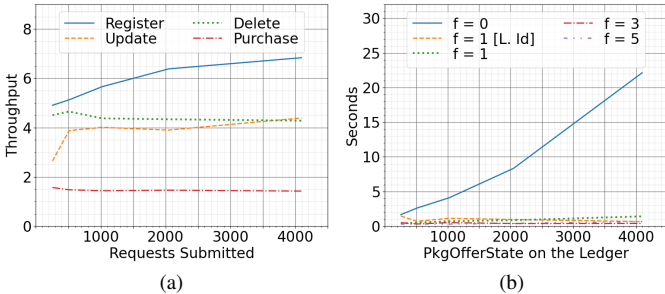 8
6
4
2
0
Throughput
Register
Update
Delete
Purchase
1000 2000 3000 4000
Requests Submitted
(a)
30
25
20
15
10
5
0
Seconds
f = 0
f = 1 [L. Id]
f = 1
f = 3
f = 5
0 1000 2000 3000 4000
PkgOfferState on the Ledger
(b)